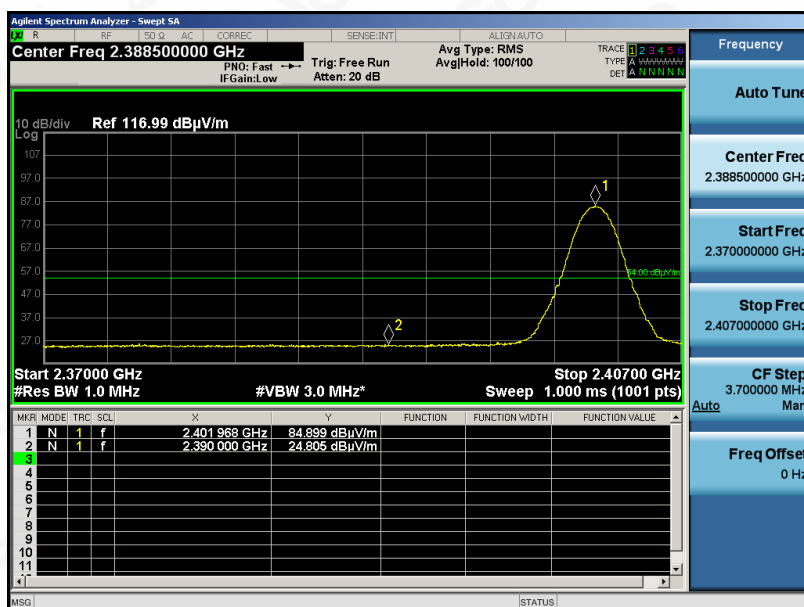 Agilent Spectrum Analyzer - Swept SA
LXI R RF 50 Ω AC CORREC SENSE:INT ALIGN AUTO
Center Freq 2.388500000 GHz
PNO: Fast
IFGain:Low
Trig: Free Run
Atten: 20 dB
Avg Type: RMS
Avg|Hold: 100/100
TRACE 1 2 3 4 5 6
TYPE A WWWWW
DET A N N N N N
10 dB/div Ref 116.99 dBµV/m
Log
107
97.0
87.0
77.0
67.0
57.0
47.0
37.0
27.0
1
2
54.00 dBµV/m
Start 2.37000 GHz Stop 2.40700 GHz
#Res BW 1.0 MHz #VBW 3.0 MHz* Sweep 1.000 ms (1001 pts)
MKR MODE TRC SCL X Y FUNCTION FUNCTION WIDTH FUNCTION VALUE
1 N 1 f 2.401 968 GHz 84.899 dBµV/m
2 N 1 f 2.390 000 GHz 24.805 dBµV/m
3
4
5
6
7
8
9
10
11
MSG STATUS
Frequency
Auto Tune
Center Freq
2.388500000 GHz
Start Freq
2.370000000 GHz
Stop Freq
2.407000000 GHz
CF Step
3.700000 MHz
Auto Man
Freq Offset
0 Hz